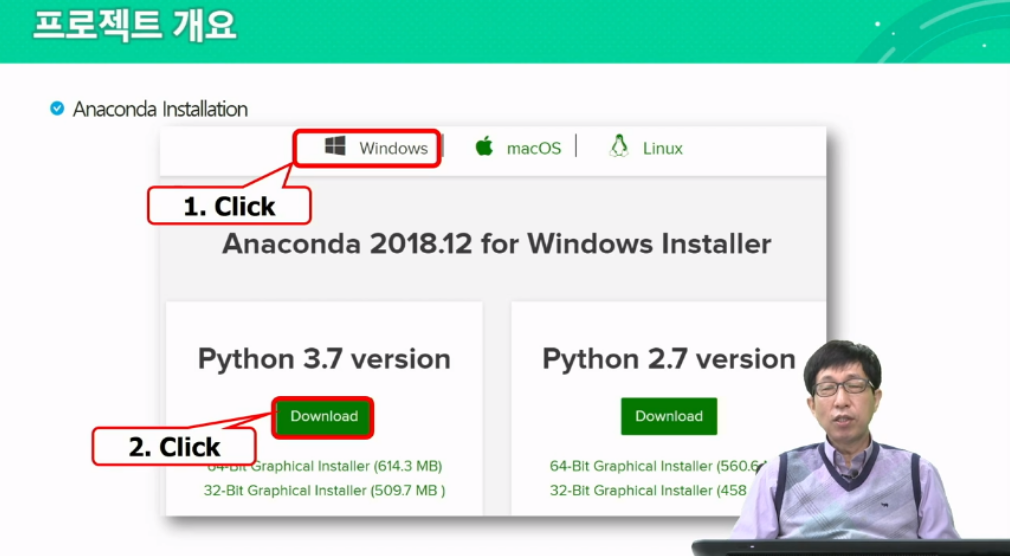 프로젝트 개요
Anaconda Installation
Windows
macOS
Linux
1. Click
Anaconda 2018.12 for Windows Installer
Python 3.7 version
Python 2.7 version
Download
Download
2. Click
64-Bit Graphical Installer (614.3 MB)
64-Bit Graphical Installer (560.6
32-Bit Graphical Installer (509.7 MB )
32-Bit Graphical Installer (458